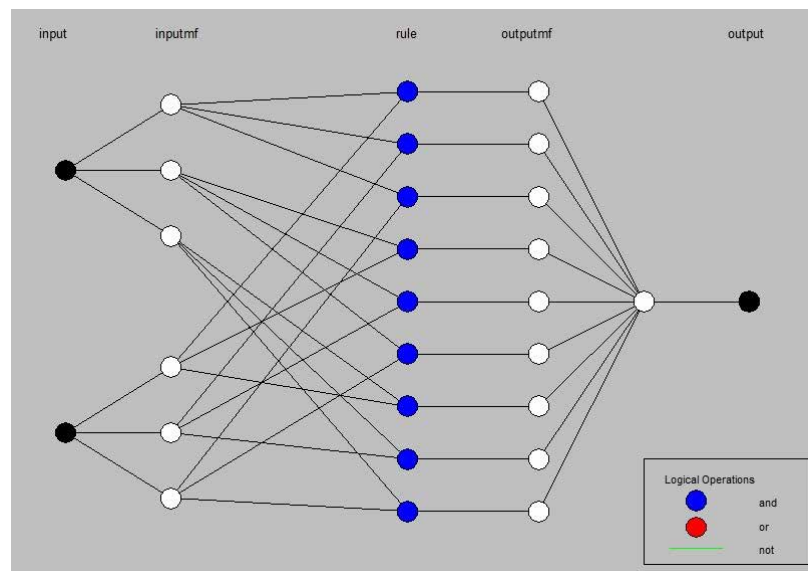 input inputmf rule outputmf output
Logical Operations
and
or
not